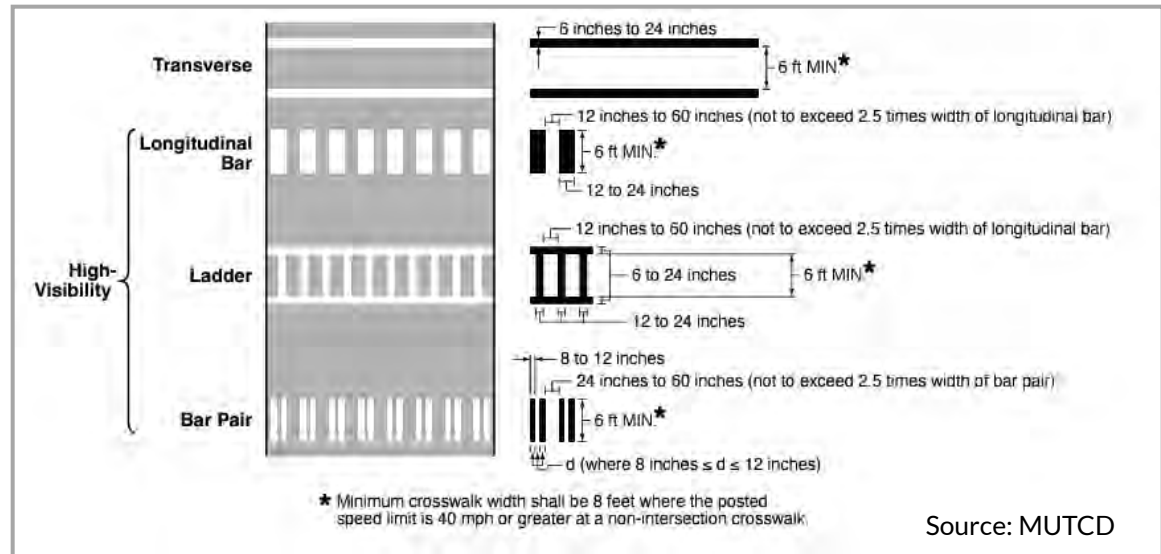 6 inches to 24 inches
Transverse
6 ft MIN.*
12 inches to 60 inches (not to exceed 2.5 times width of longitudinal bar)
Longitudinal
Bar
6 ft MIN.*
12 to 24 inches
12 inches to 60 inches (not to exceed 2.5 times width of longitudinal bar)
High-
Visibility
Ladder
6 to 24 inches
6 ft MIN.*
12 to 24 inches
8 to 12 inches
24 inches to 60 inches (not to exceed 2.5 times width of bar pair)
Bar Pair
6 ft MIN.*
d (where 8 inches ≤ d ≤ 12 inches)
* Minimum crosswalk width shall be 8 feet where the posted
speed limit is 40 mph or greater at a non-intersection crosswalk.
Source: MUTCD